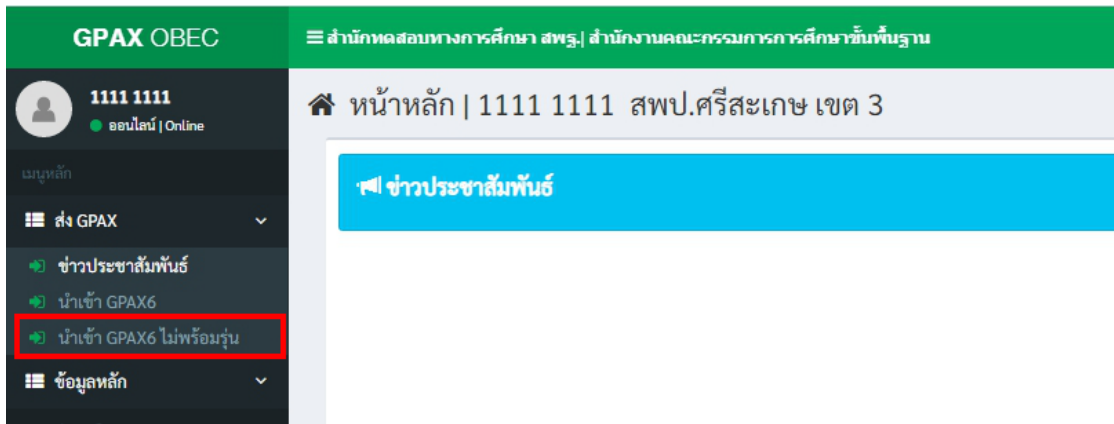 GPAX OBEC
สำนักทดสอบทางการศึกษา สพฐ.| สำนักงานคณะกรรมการการศึกษาขั้นพื้นฐาน
1111 1111
ออนไลน์ | Online
หน้าหลัก | 1111 1111 สพป.ศรีสะเกษ เขต 3
เมนูหลัก
ข่าวประชาสัมพันธ์
ส่ง GPAX
ข่าวประชาสัมพันธ์
นำเข้า GPAX6
นำเข้า GPAX6 ไม่พร้อมรุ่น
ข้อมูลหลัก